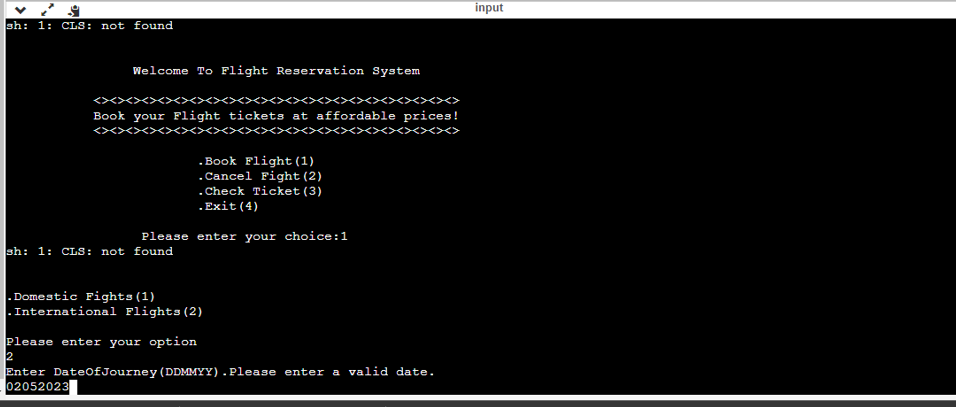 input
sh: 1: CLS: not found
Welcome To Flight Reservation System
<><><><><><><><><><><><><><><><><><><><><><><>
Book your Flight tickets at affordable prices!
<><><><><><><><><><><><><><><><><><><><><><><>
.Book Flight(1)
.Cancel Fight(2)
.Check Ticket(3)
.Exit(4)
Please enter your choice:1
sh: 1: CLS: not found
.Domestic Fights(1)
.International Flights(2)
Please enter your option
2
Enter DateOfJourney(DDMMYY).Please enter a valid date.
02052023